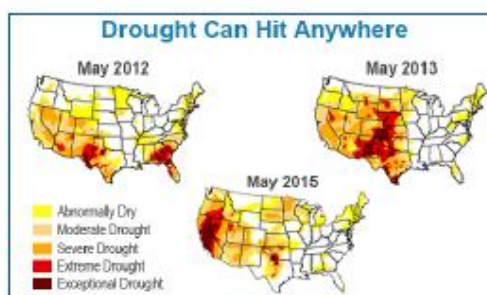 Drought Can Hit Anywhere
May 2012
May 2013
May 2015
Abnormally Dry
Moderate Drought
Severe Drought
Extreme Drought
Exceptional Drought